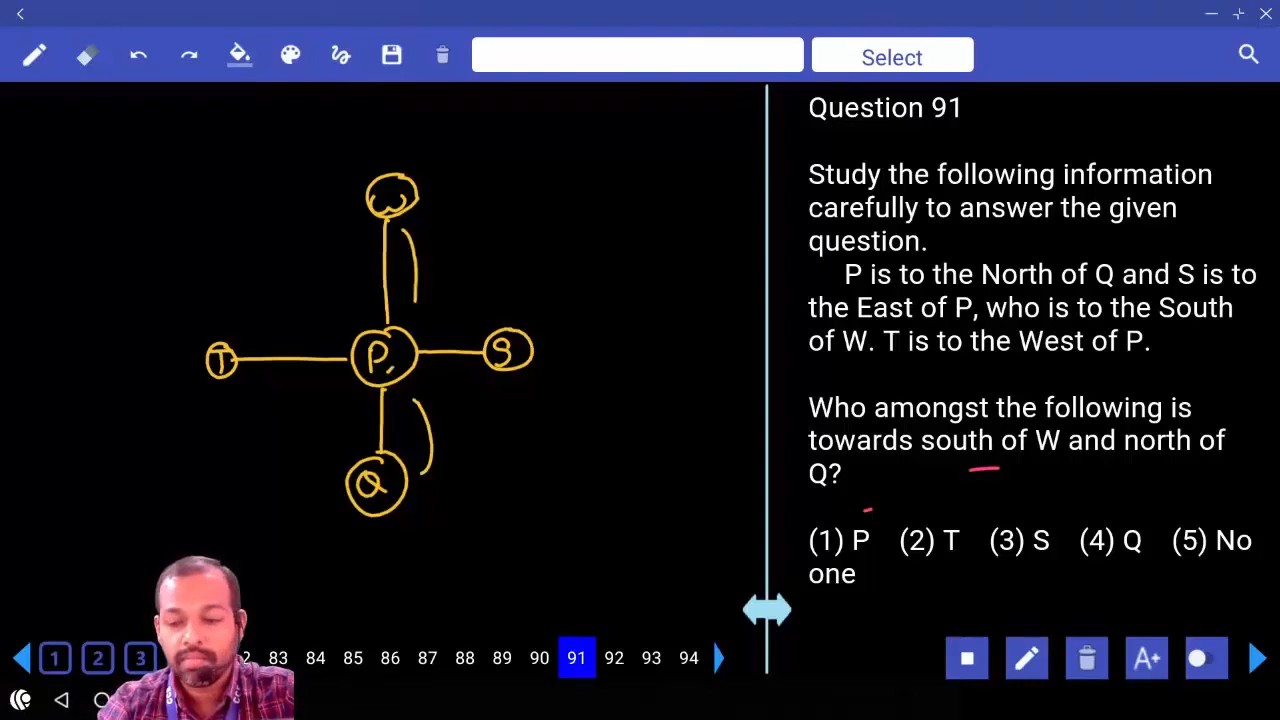 Select
Question 91
Study the following information
carefully to answer the given
question.
P is to the North of Q and S is to
the East of P, who is to the South
of W. T is to the West of P.
Who amongst the following is
towards south of W and north of
Q?
(1) P (2) T (3) S (4) Q (5) No
one
W
T P S
Q
1 2 3 2 83 84 85 86 87 88 89 90 91 92 93 94
A+